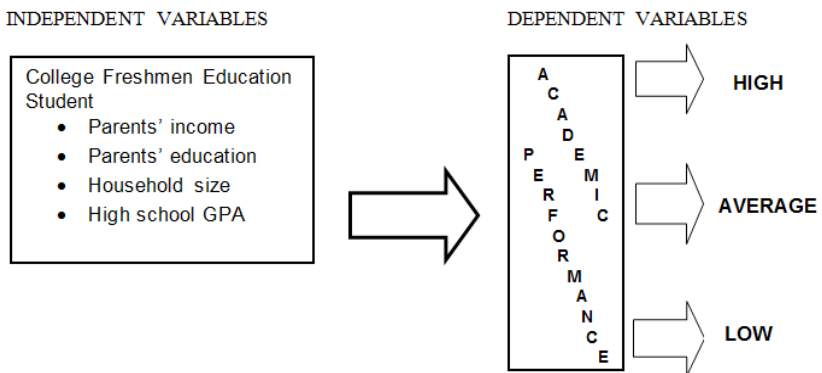 INDEPENDENT VARIABLES
College Freshmen Education
Student
• Parents' income
• Parents' education
• Household size
• High school GPA
DEPENDENT VARIABLES
ACADEMIC
PERFORMANCE
HIGH
AVERAGE
LOW